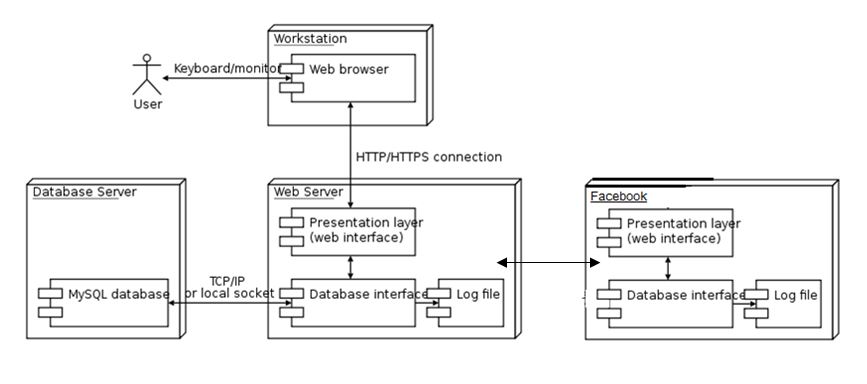 Workstation
Keyboard/monitor
Web browser
User
HTTP/HTTPS connection
Database Server
Web Server
Facebook
Presentation layer
(web interface)
Presentation layer
(web interface)
TCP/IP
or local socket
MySQL database
Database interface
Log file
Database interface
Log file